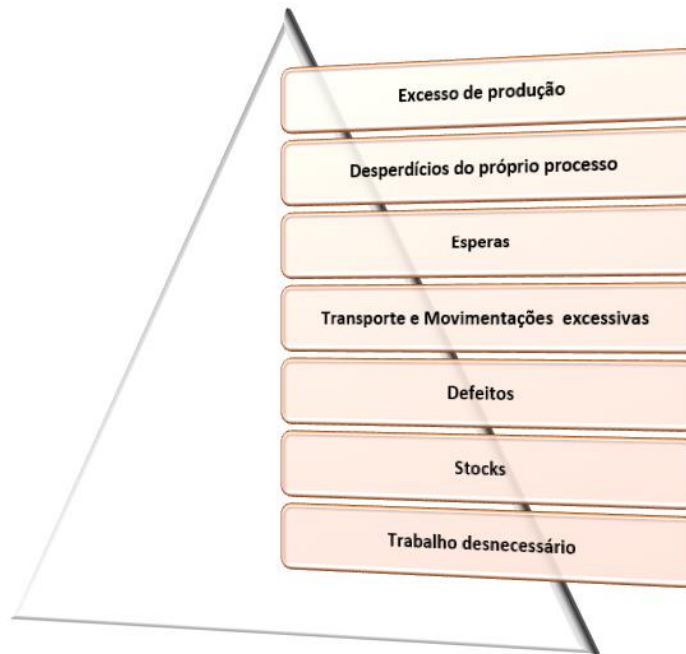 Excesso de produção
Desperdícios do próprio processo
Esperas
Transporte e Movimentações excessivas
Defeitos
Stocks
Trabalho desnecessário